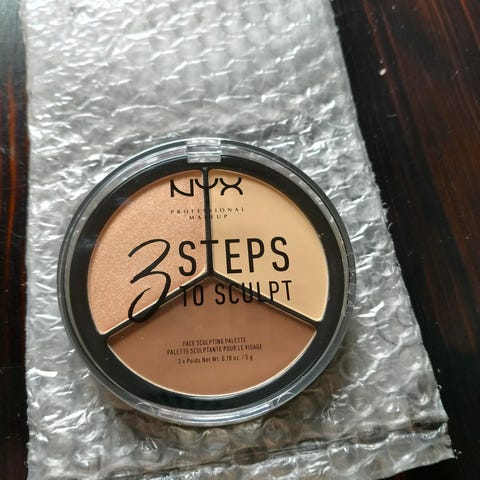 NYX
PROFESSIONAL
MAKEUP
3 STEPS
TO SCULPT
FACE SCULPTING PALETTE
PALETTE SCULPTANTE POUR LE VISAGE
3 x Poids Net Wt. 0.18 oz. / 5 g